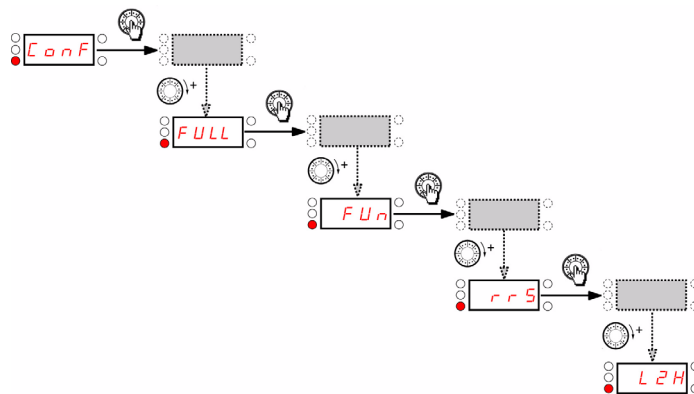 ConF
+
FULL
+
FUn
+
rrS
+
L2H